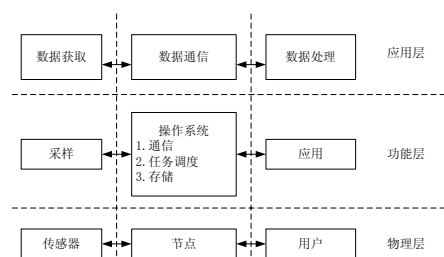 数据获取
数据通信
数据处理
应用层
采样
操作系统
1.通信
2.任务调度
3.存储
应用
功能层
传感器
节点
用户
物理层